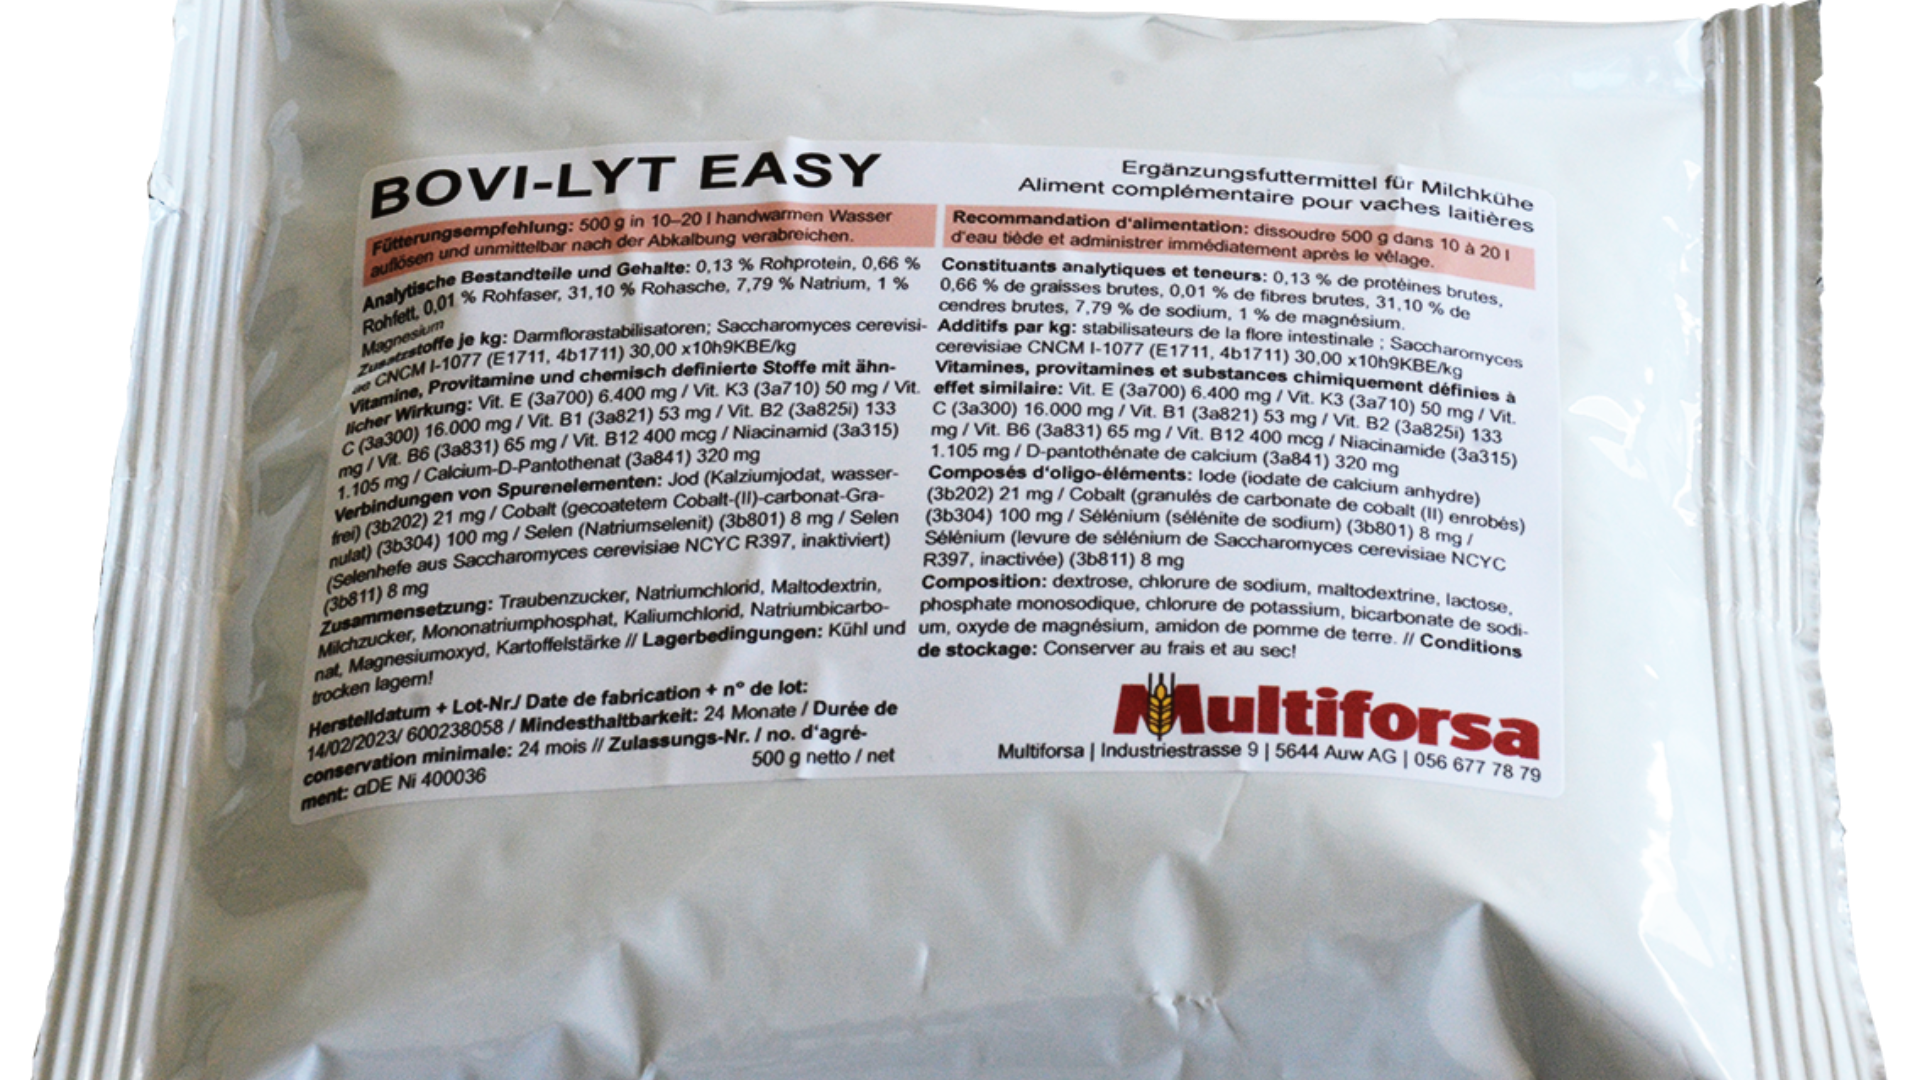 BOVI-LYT EASY
Ergänzungsfuttermittel für Milchkühe
Aliment complémentaire pour vaches laitières
Fütterungsempfehlung: 500 g in 10–20 l handwarmen Wasser
auflösen und unmittelbar nach der Abkalbung verabreichen.
Analytische Bestandteile und Gehalte: 0,13 % Rohprotein, 0,66 %
Rohfett, 0,01 % Rohfaser, 31,10 % Rohasche, 7,79 % Natrium, 1 %
Magnesium
Zusatzstoffe je kg: Darmflorastabilisatoren; Saccharomyces cerevisi-
ae CNCM I-1077 (E1711, 4b1711) 30,00 x10h9KBE/kg
Vitamine, Provitamine und chemisch definierte Stoffe mit ähn-
licher Wirkung: Vit. E (3a700) 6.400 mg / Vit. K3 (3a710) 50 mg / Vit.
C (3a300) 16.000 mg / Vit. B1 (3a821) 53 mg / Vit. B2 (3a825i) 133
mg / Vit. B6 (3a831) 65 mg / Vit. B12 400 mcg / Niacinamid (3a315)
1.105 mg / Calcium-D-Pantothenat (3a841) 320 mg
Verbindungen von Spurenelementen: Jod (Kalziumjodat, wasser-
frei) (3b202) 21 mg / Cobalt (gecoatetem Cobalt-(II)-carbonat-Gra-
nulat) (3b304) 100 mg / Selen (Natriumselenit) (3b801) 8 mg / Selen
(Selenhefe aus Saccharomyces cerevisiae NCYC R397, inaktiviert)
(3b811) 8 mg
Zusammensetzung: Traubenzucker, Natriumchlorid, Maltodextrin,
Milchzucker, Mononatriumphosphat, Kaliumchlorid, Natriumbicarbo-
nat, Magnesiumoxyd, Kartoffelstärke // Lagerbedingungen: Kühl und
trocken lagern!
Herstelldatum + Lot-Nr./ Date de fabrication + n° de lot:
14/02/2023/ 600238058 / Mindesthaltbarkeit: 24 Monate / Durée de
conservation minimale: 24 mois // Zulassungs-Nr. / no. d'agré-
ment: αDE Ni 400036
500 g netto / net
Recommandation d'alimentation: dissoudre 500 g dans 10 à 20 l
d'eau tiède et administrer immédiatement après le vêlage.
Constituants analytiques et teneurs: 0,13 % de protéines brutes,
0,66 % de graisses brutes, 0,01 % de fibres brutes, 31,10 % de
cendres brutes, 7,79 % de sodium, 1 % de magnésium.
Additifs par kg: stabilisateurs de la flore intestinale ; Saccharomyces
cerevisiae CNCM I-1077 (E1711, 4b1711) 30,00 x10h9KBE/kg
Vitamines, provitamines et substances chimiquement définies à
effet similaire: Vit. E (3a700) 6.400 mg / Vit. K3 (3a710) 50 mg / Vit.
C (3a300) 16.000 mg / Vit. B1 (3a821) 53 mg / Vit. B2 (3a825i) 133
mg / Vit. B6 (3a831) 65 mg / Vit. B12 400 mcg / Niacinamide (3a315)
1.105 mg / D-pantothénate de calcium (3a841) 320 mg
Composés d'oligo-éléments: Iode (iodate de calcium anhydre)
(3b202) 21 mg / Cobalt (granulés de carbonate de cobalt (II) enrobés)
(3b304) 100 mg / Sélénium (sélénite de sodium) (3b801) 8 mg /
Sélénium (levure de sélénium de Saccharomyces cerevisiae NCYC
R397, inactivée) (3b811) 8 mg
Composition: dextrose, chlorure de sodium, maltodextrine, lactose,
phosphate monosodique, chlorure de potassium, bicarbonate de sodi-
um, oxyde de magnésium, amidon de pomme de terre. // Conditions
de stockage: Conserver au frais et au sec!
Multiforsa
Multiforsa | Industriestrasse 9 | 5644 Auw AG | 056 677 78 79